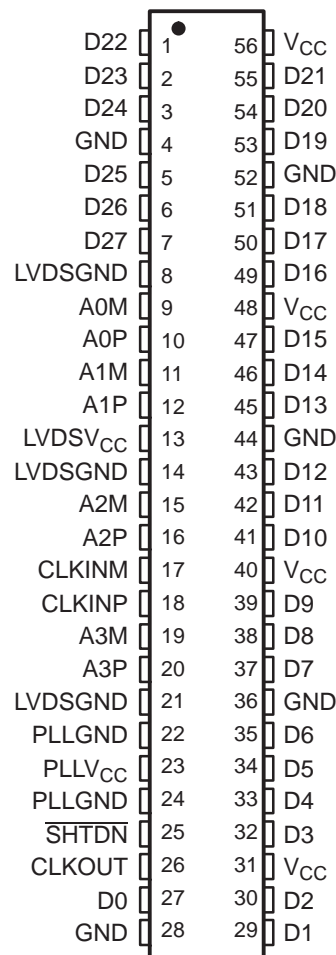 D22 1 56 VCC
D23 2 55 D21
D24 3 54 D20
GND 4 53 D19
D25 5 52 GND
D26 6 51 D18
D27 7 50 D17
LVDSGND 8 49 D16
A0M 9 48 VCC
A0P 10 47 D15
A1M 11 46 D14
A1P 12 45 D13
LVDSVCC 13 44 GND
LVDSGND 14 43 D12
A2M 15 42 D11
A2P 16 41 D10
CLKINM 17 40 VCC
CLKINP 18 39 D9
A3M 19 38 D8
A3P 20 37 D7
LVDSGND 21 36 GND
PLLGND 22 35 D6
PLLVCC 23 34 D5
PLLGND 24 33 D4
SHTDN 25 32 D3
CLKOUT 26 31 VCC
D0 27 30 D2
GND 28 29 D1